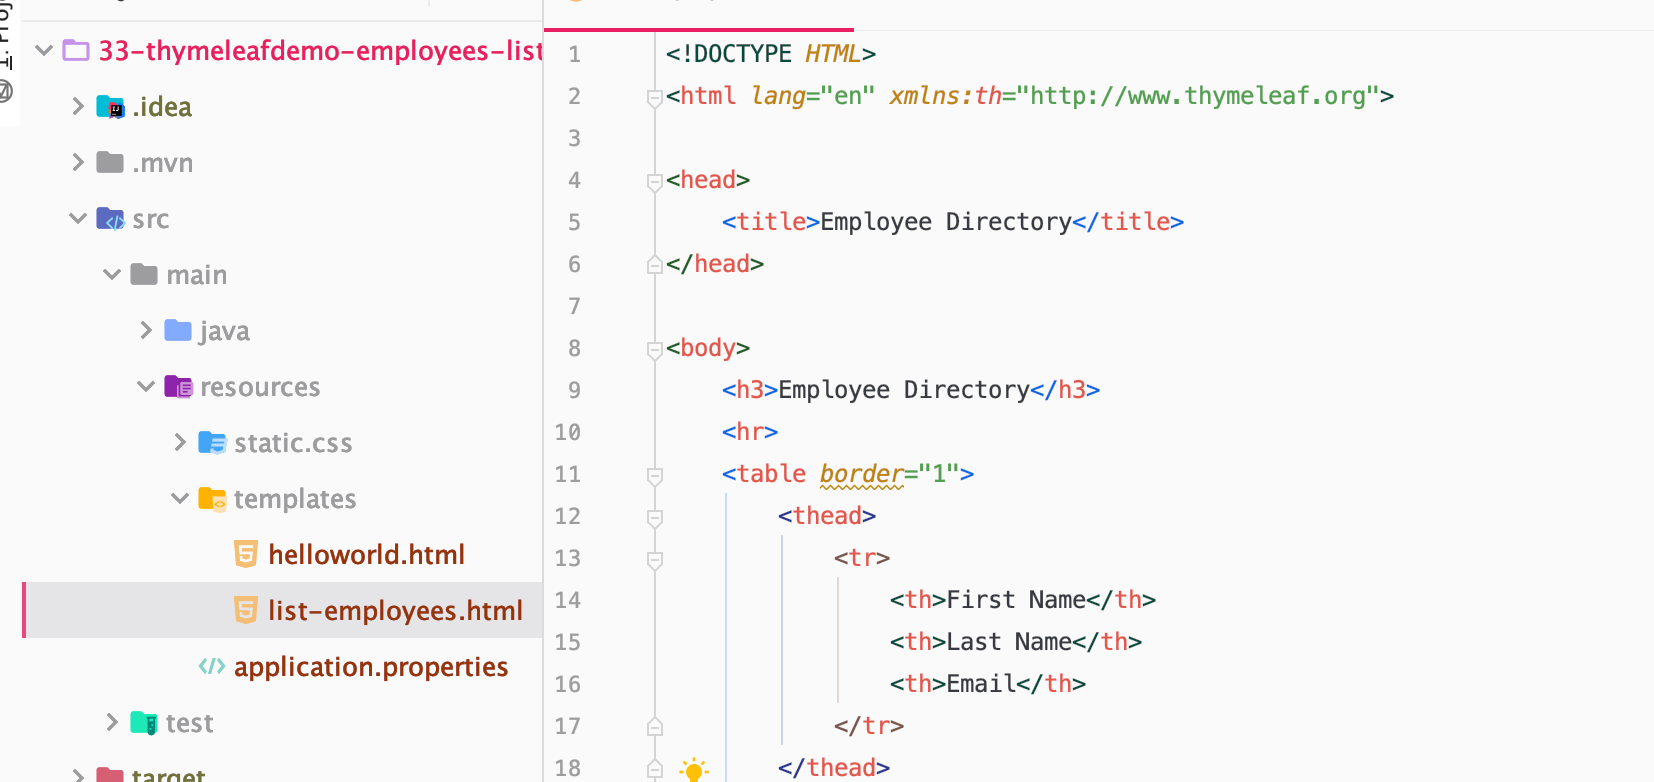 33-thymeleafdemo-employees-list
.idea
.mvn
src
main
java
resources
static.css
templates
helloworld.html
list-employees.html
application.properties
test
target
1 <!DOCTYPE HTML>
2 <html lang="en" xmlns:th="http://www.thymeleaf.org">
3
4 <head>
5 <title>Employee Directory</title>
6 </head>
7
8 <body>
9 <h3>Employee Directory</h3>
10 <hr>
11 <table border="1">
12 <thead>
13 <tr>
14 <th>First Name</th>
15 <th>Last Name</th>
16 <th>Email</th>
17 </tr>
18 </thead>